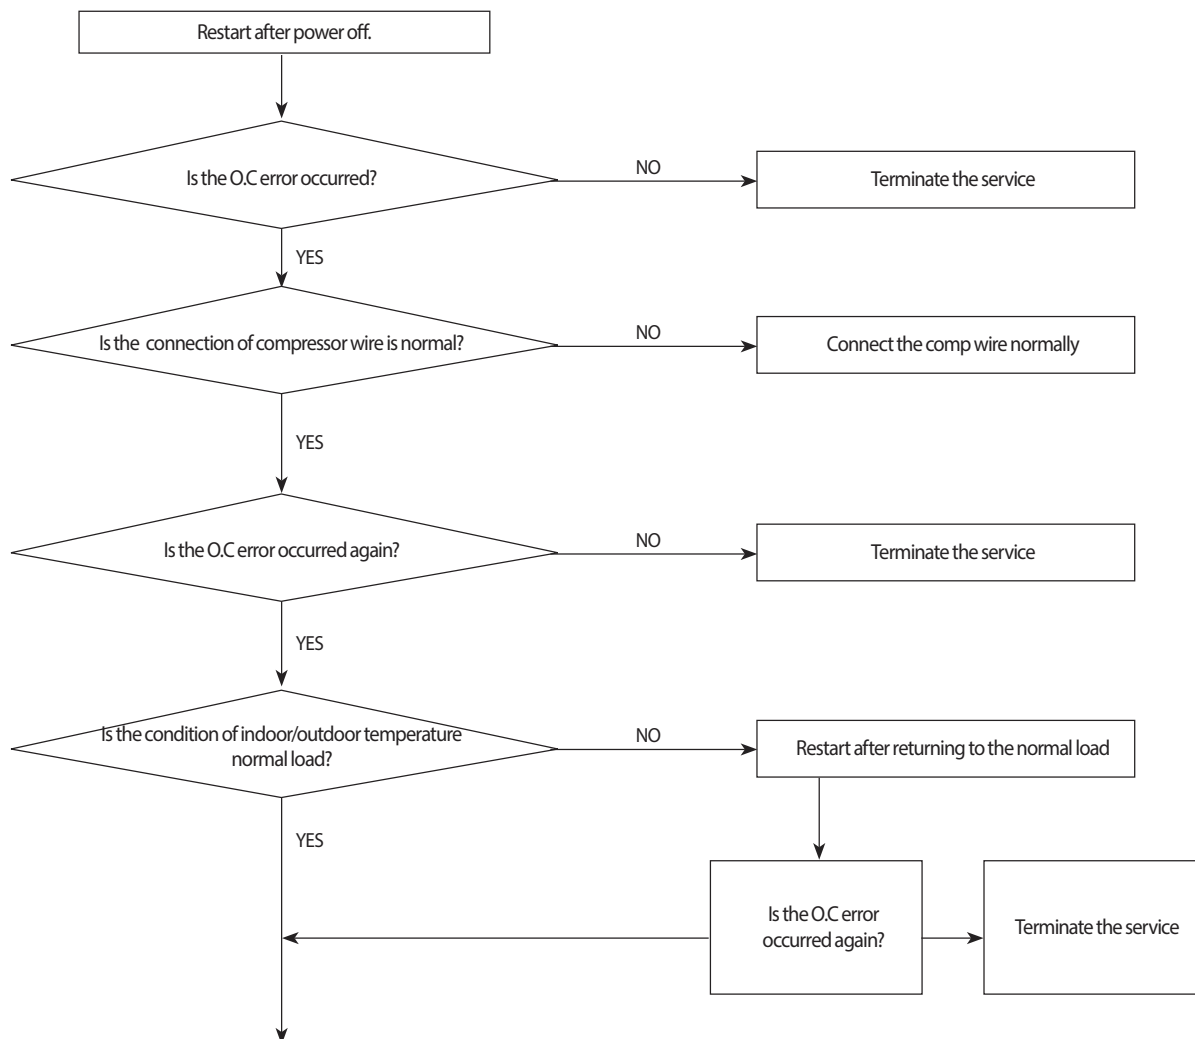 Restart after power off.
Is the O.C error occurred?
NO
Terminate the service
YES
Is the connection of compressor wire is normal?
NO
Connect the comp wire normally
YES
Is the O.C error occurred again?
NO
Terminate the service
YES
Is the condition of indoor/outdoor temperature
normal load?
NO
Restart after returning to the normal load
YES
Is the O.C error
occurred again?
Terminate the service